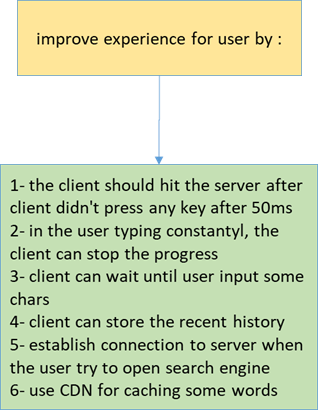 improve experience for user by :
1- the client should hit the server after
client didn't press any key after 50ms
2- in the user typing constantyl, the
client can stop the progress
3- client can wait until user input some
chars
4- client can store the recent history
5- establish connection to server when
the user try to open search engine
6- use CDN for caching some words